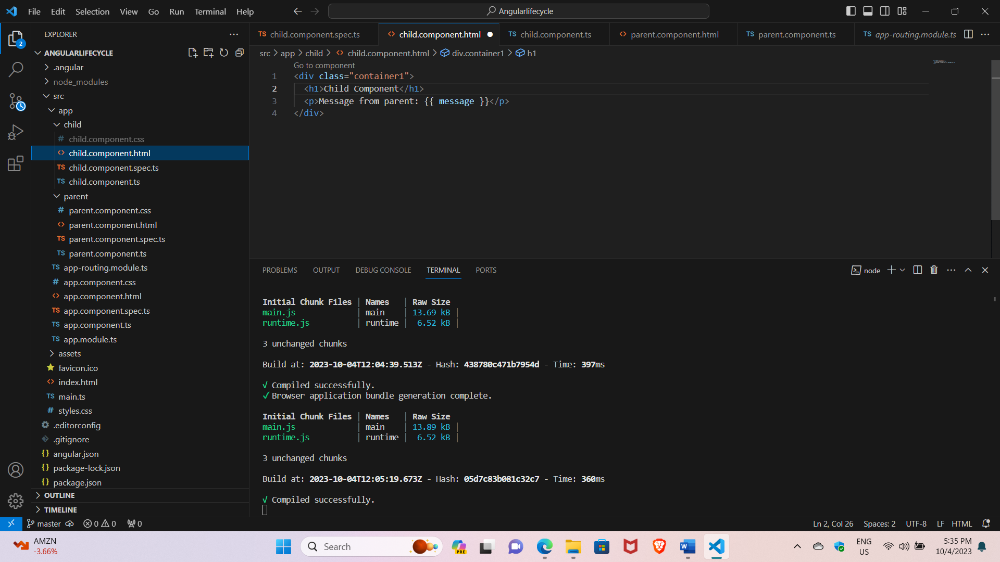 File Edit Selection View Go Run Terminal Help
Angularlifecycle
2
EXPLORER
ANGULARLIFECYCLE
.angular
node_modules
src
app
child
# child.component.css
<> child.component.html
TS child.component.spec.ts
TS child.component.ts
parent
# parent.component.css
<> parent.component.html
TS parent.component.spec.ts
TS parent.component.ts
TS app-routing.module.ts
# app.component.css
<> app.component.html
TS app.component.spec.ts
TS app.component.ts
TS app.module.ts
assets
favicon.ico
<> index.html
TS main.ts
# styles.css
.editorconfig
.gitignore
{} angular.json
{} package-lock.json
{} package.json
OUTLINE
TIMELINE
TS child.component.spec.ts <> child.component.html TS child.component.ts <> parent.component.html TS parent.component.ts TS app-routing.module.ts
src > app > child > <> child.component.html > div.container1 > h1
Go to component
1 <div class="container1">
2 <h1>Child Component</h1>
3 <p>Message from parent: {{ message }}</p>
4 </div>
PROBLEMS OUTPUT DEBUG CONSOLE TERMINAL PORTS
node
Initial Chunk Files | Names | Raw Size
main.js | main | 13.69 kB |
runtime.js | runtime | 6.52 kB |
3 unchanged chunks
Build at: 2023-10-04T12:04:39.513Z - Hash: 438780c471b7954d - Time: 397ms
√ Compiled successfully.
✔ Browser application bundle generation complete.
Initial Chunk Files | Names | Raw Size
main.js | main | 13.89 kB |
runtime.js | runtime | 6.52 kB |
3 unchanged chunks
Build at: 2023-10-04T12:05:19.673Z - Hash: 05d7c83b081c32c7 - Time: 360ms
√ Compiled successfully.
master 0 0 0
Ln 2, Col 26 Spaces: 2 UTF-8 LF HTML
AMZN
-3.66%
Search
PRE
W
ENG
US
5:35 PM
10/4/2023